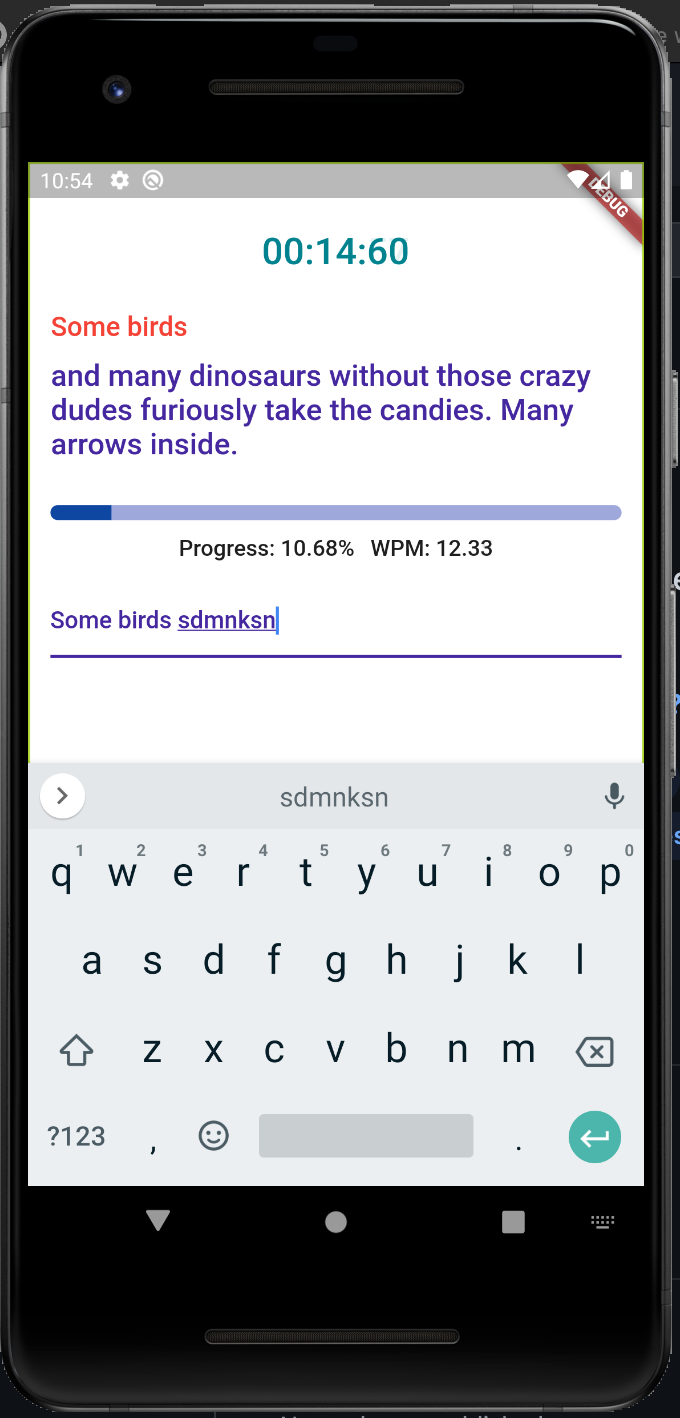 10:54
DEBUG
00:14:60
Some birds
and many dinosaurs without those crazy
dudes furiously take the candies. Many
arrows inside.
Progress: 10.68% WPM: 12.33
Some birds sdmnksn
sdmnksn
1 2 3 4 5 6 7 8 9 0
q w e r t y u i o p
a s d f g h j k l
z x c v b n m
?123 , .